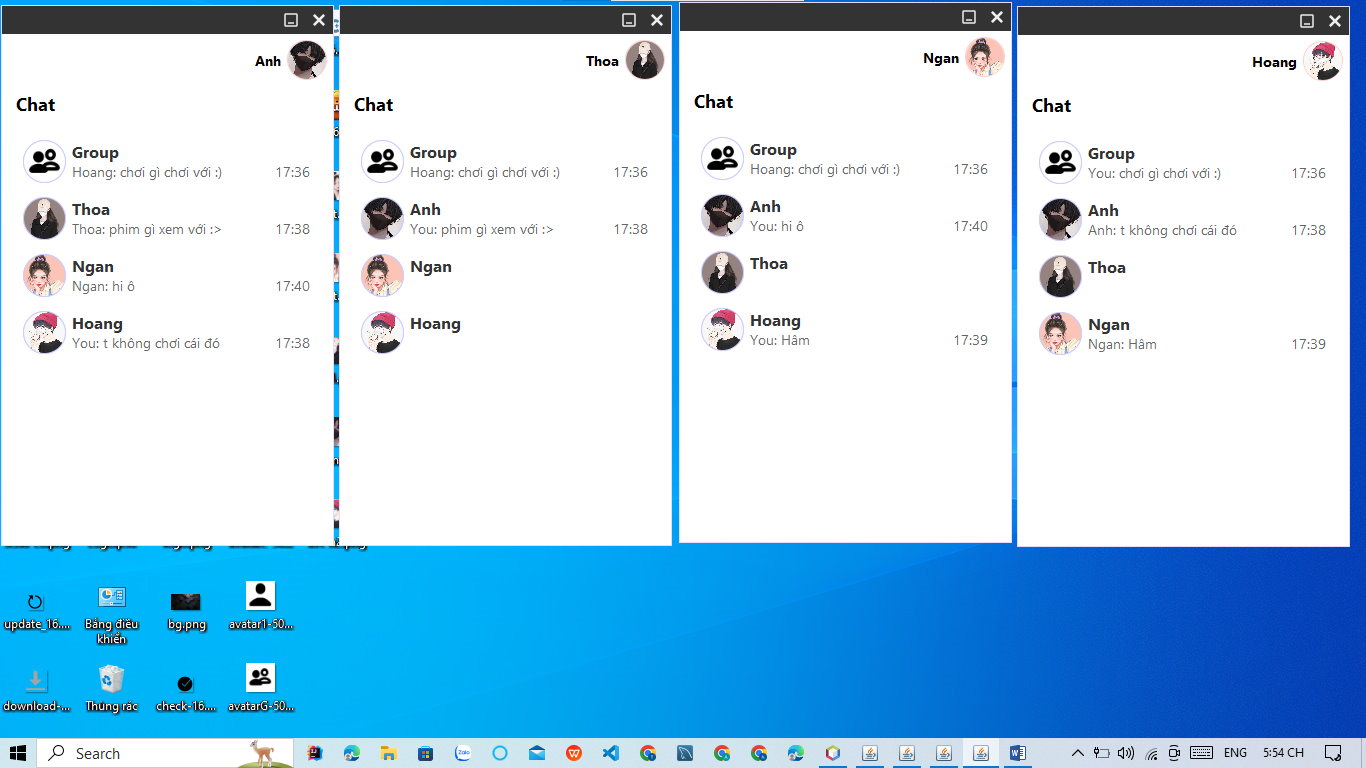 Anh
Chat
Group
Hoang: chơi gì chơi với :)
17:36
Thoa
Thoa: phim gì xem với :>
17:38
Ngan
Ngan: hi ô
17:40
Hoang
You: t không chơi cái đó
17:38
Thoa
Chat
Group
Hoang: chơi gì chơi với :)
17:36
Anh
You: phim gì xem với :>
17:38
Ngan
Hoang
Ngan
Chat
Group
Hoang: chơi gì chơi với :)
17:36
Anh
You: hi ô
17:40
Thoa
Hoang
You: Hâm
17:39
Hoang
Chat
Group
You: chơi gì chơi với :)
17:36
Anh
Anh: t không chơi cái đó
17:38
Thoa
Ngan
Ngan: Hâm
17:39
update_16....
Bảng điều
khiển
bg.png
avatar1-50...
download-...
Thùng rác
check-16....
avatarG-50...
Search
Zalo
ENG
5:54 CH